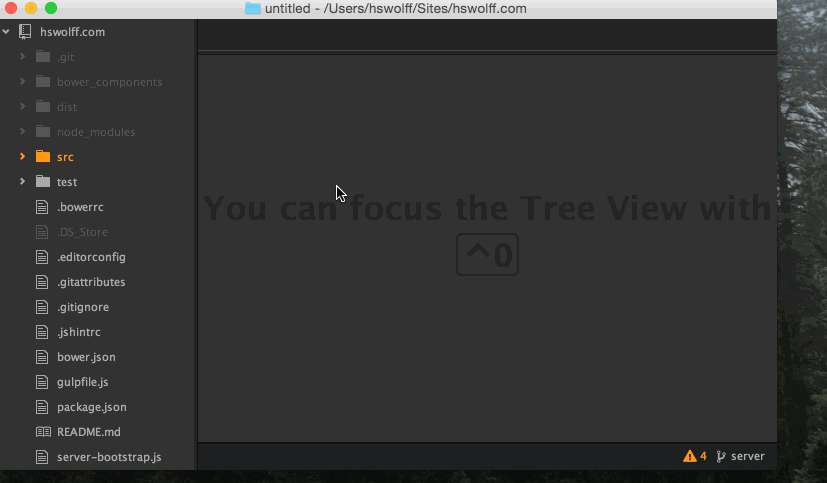 untitled - /Users/hswolff/Sites/hswolff.com
hswolff.com
.git
bower_components
dist
node_modules
src
test
.bowerrc
.DS_Store
.editorconfig
.gitattributes
.gitignore
.jshintrc
bower.json
gulpfile.js
package.json
README.md
server-bootstrap.js
You can focus the Tree View with
^0
4 server